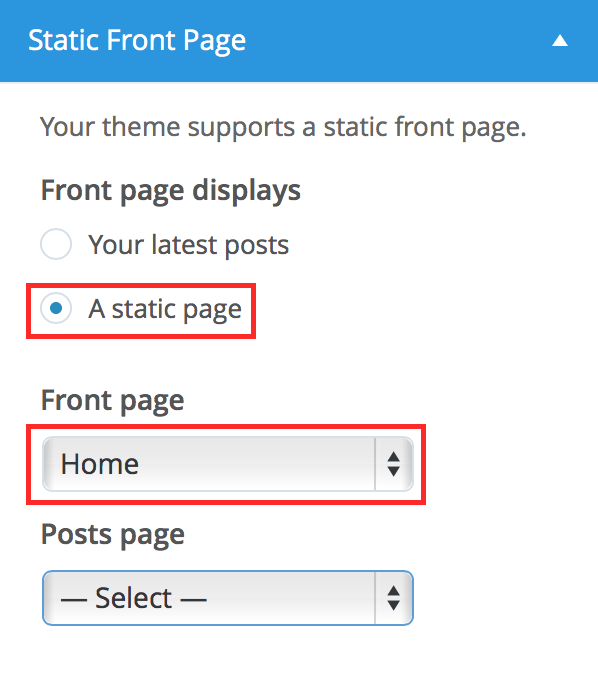 Static Front Page
Your theme supports a static front page.
Front page displays
Your latest posts
A static page
Front page
Home
Posts page
— Select —